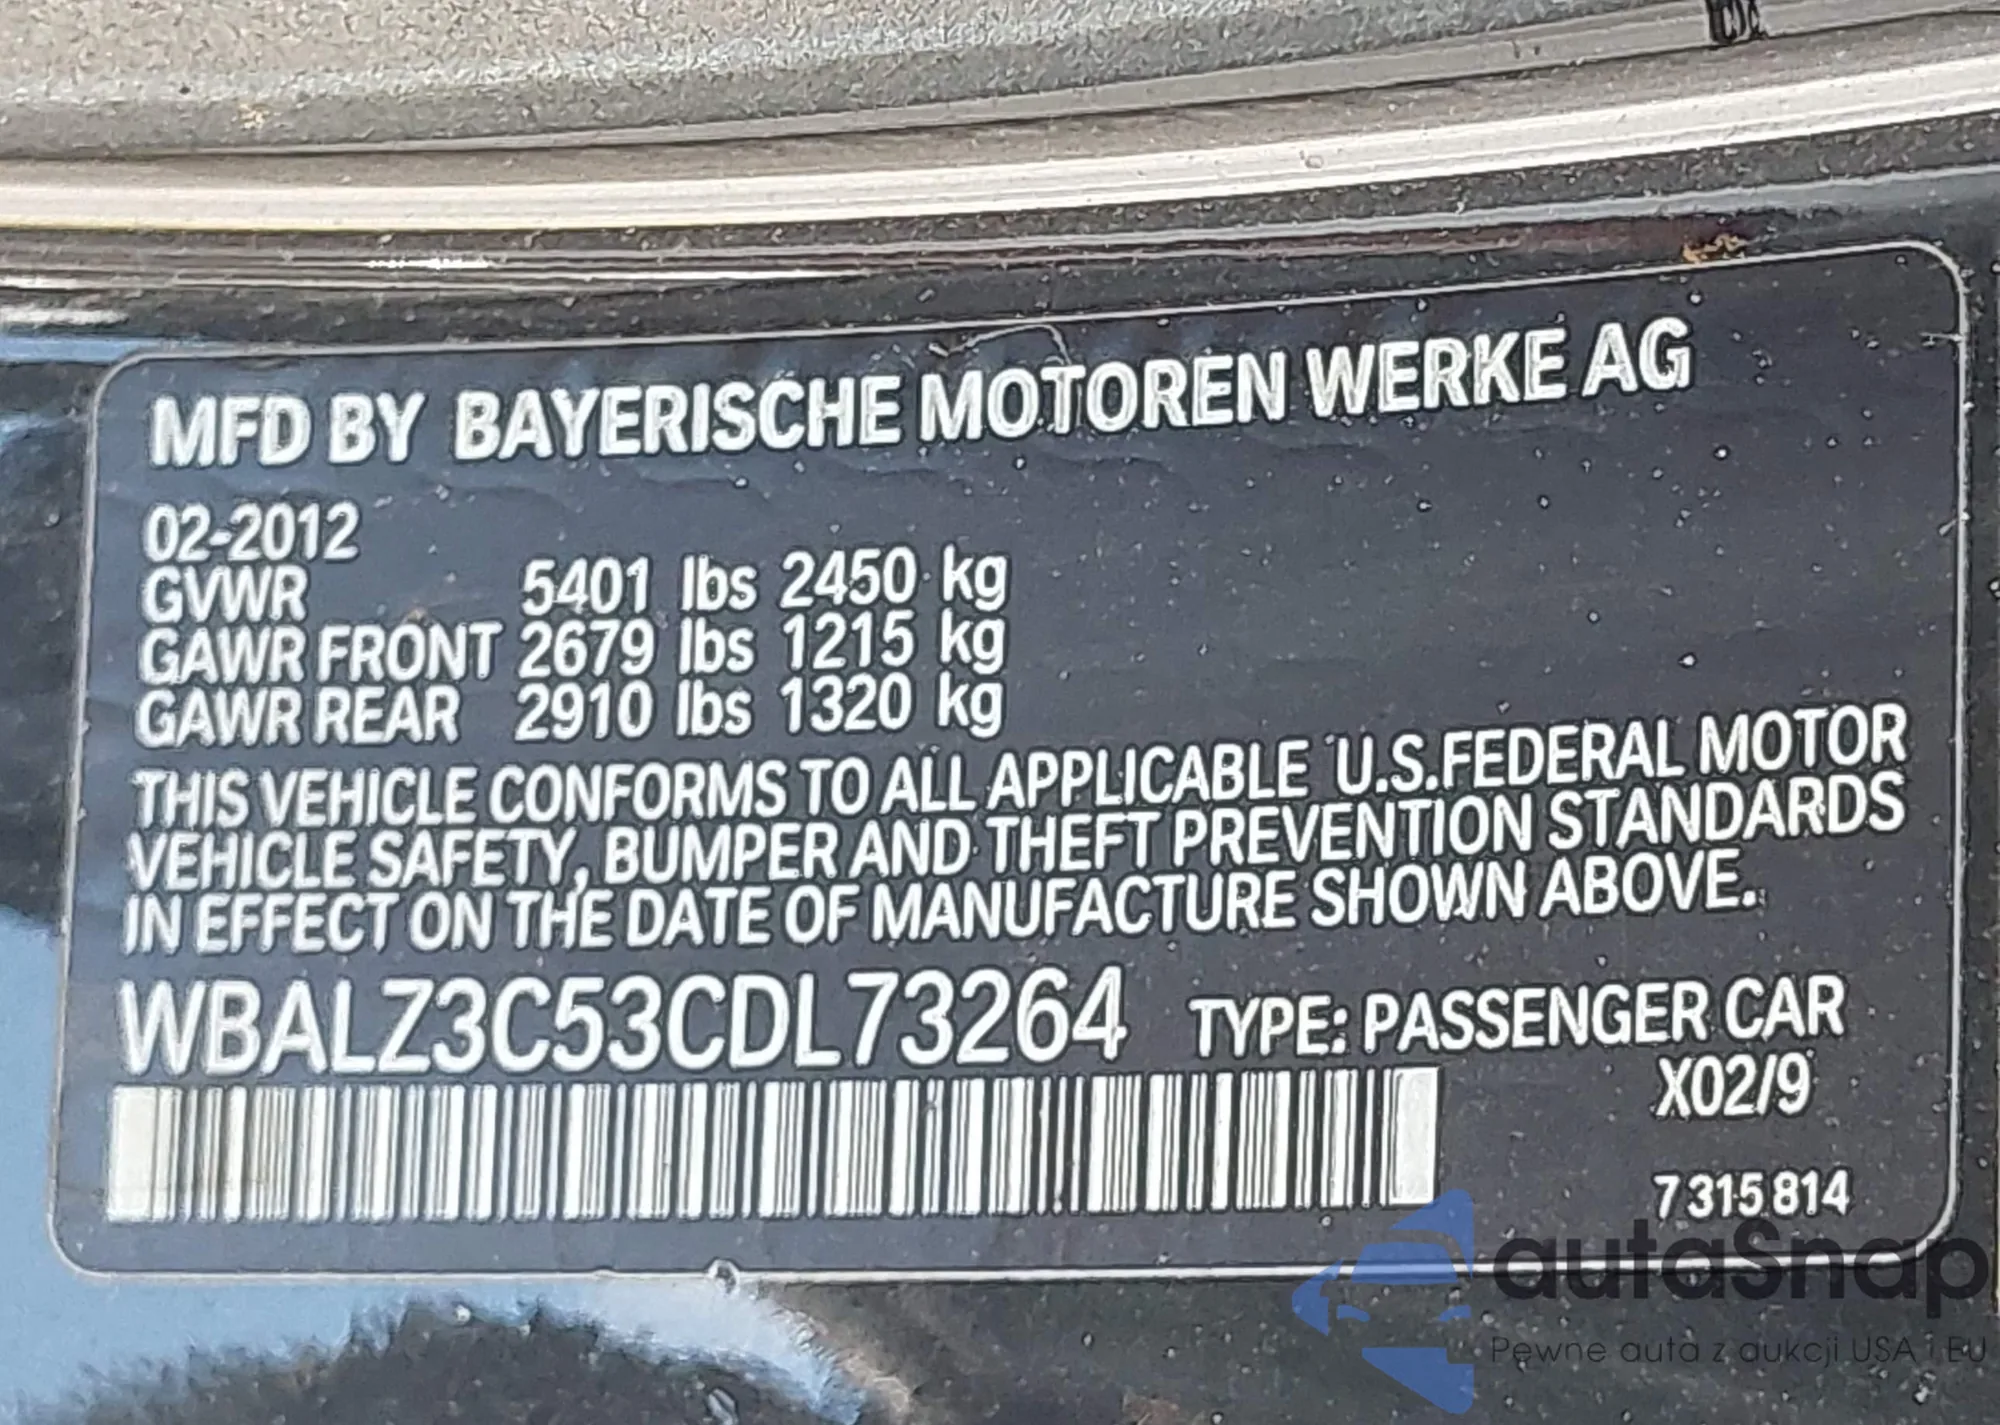 MFD BY BAYERISCHE MOTOREN WERKE AG
02-2012
GVWR 5401 lbs 2450 kg
GAWR FRONT 2679 lbs 1215 kg
GAWR REAR 2910 lbs 1320 kg
THIS VEHICLE CONFORMS TO ALL APPLICABLE U.S.FEDERAL MOTOR
VEHICLE SAFETY, BUMPER AND THEFT PREVENTION STANDARDS
IN EFFECT ON THE DATE OF MANUFACTURE SHOWN ABOVE.
WBALZ3C53CDL73264 TYPE: PASSENGER CAR
X02/9
7 315 814
autaSnap
Pewne auta z aukcji USA i EU